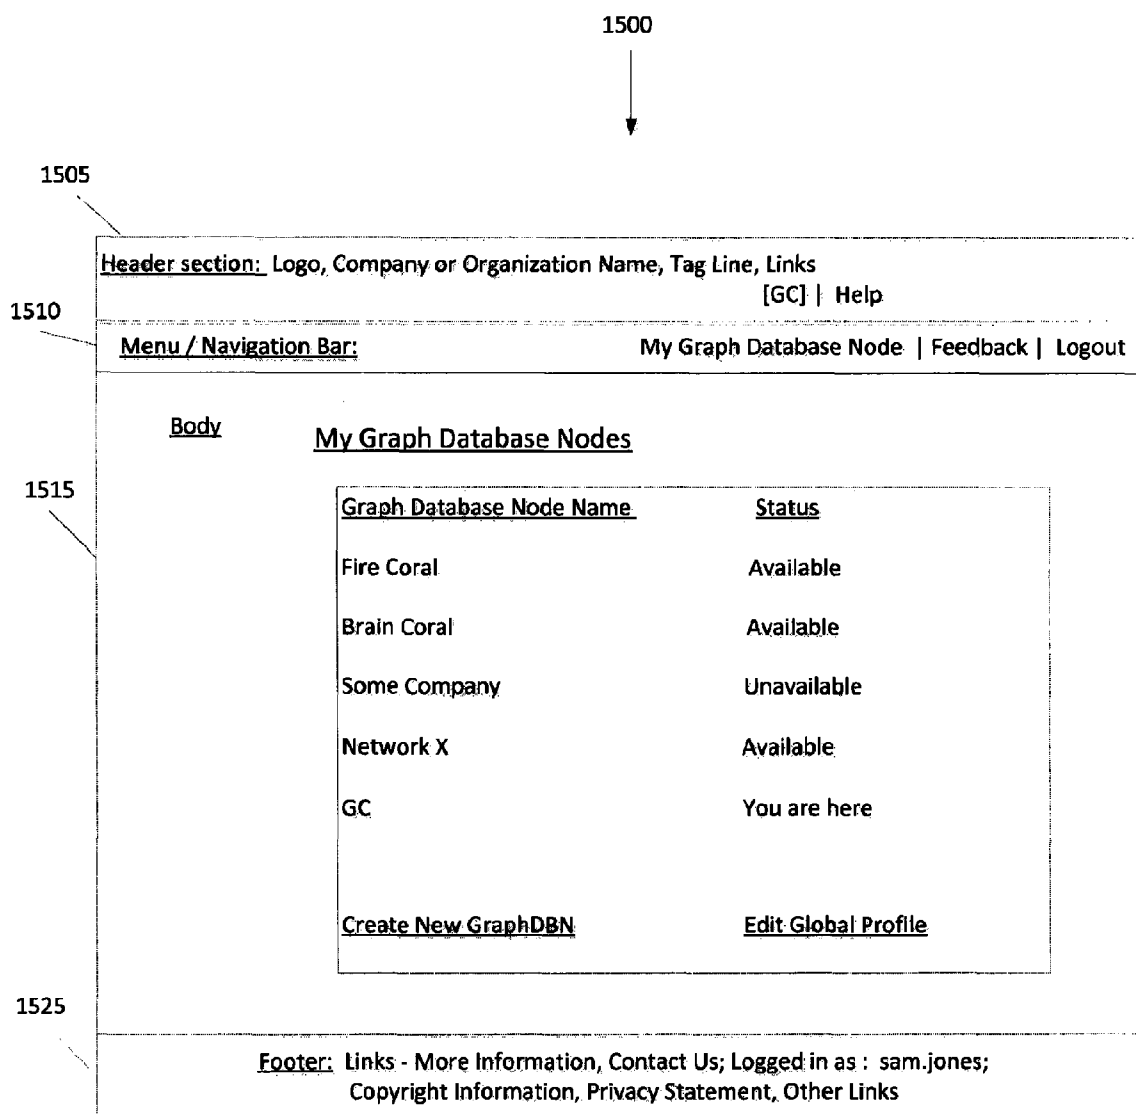 1500
1505
Header section: Logo, Company or Organization Name, Tag Line, Links
[GC] | Help
1510
Menu / Navigation Bar: My Graph Database Node | Feedback | Logout
Body
My Graph Database Nodes
1515
Graph Database Node Name Status
Fire Coral Available
Brain Coral Available
Some Company Unavailable
Network X Available
GC You are here
Create New GraphDBN Edit Global Profile
1525
Footer: Links - More Information, Contact Us; Logged in as : sam.jones;
Copyright Information, Privacy Statement, Other Links